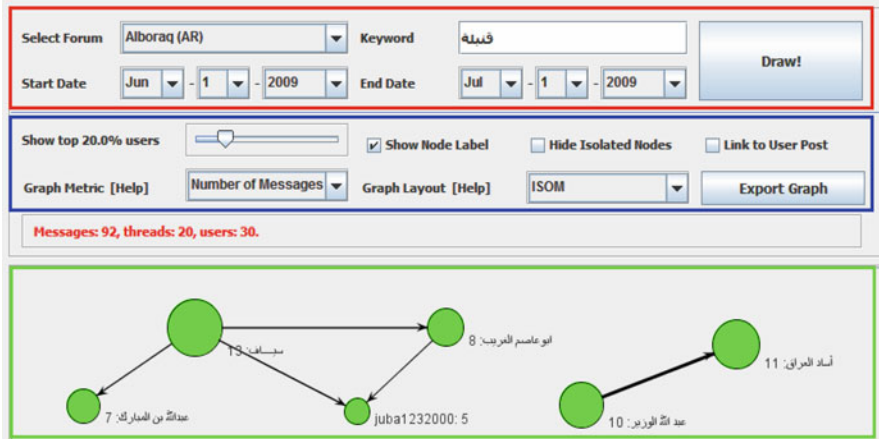 Select Forum Alboraq (AR) Keyword قنبلة Draw!
Start Date Jun - 1 - 2009 End Date Jul - 1 - 2009
Show top 20.0% users Show Node Label Hide Isolated Nodes Link to User Post
Graph Metric [Help] Number of Messages Graph Layout [Help] ISOM Export Graph
Messages: 92, threads: 20, users: 30.
ابو عاصم الغريب: 8
سيـــاف: 13
أساد العراق: 11
عبدالله بن المبارك: 7
juba1232000: 5
عبد الله الوزير: 10